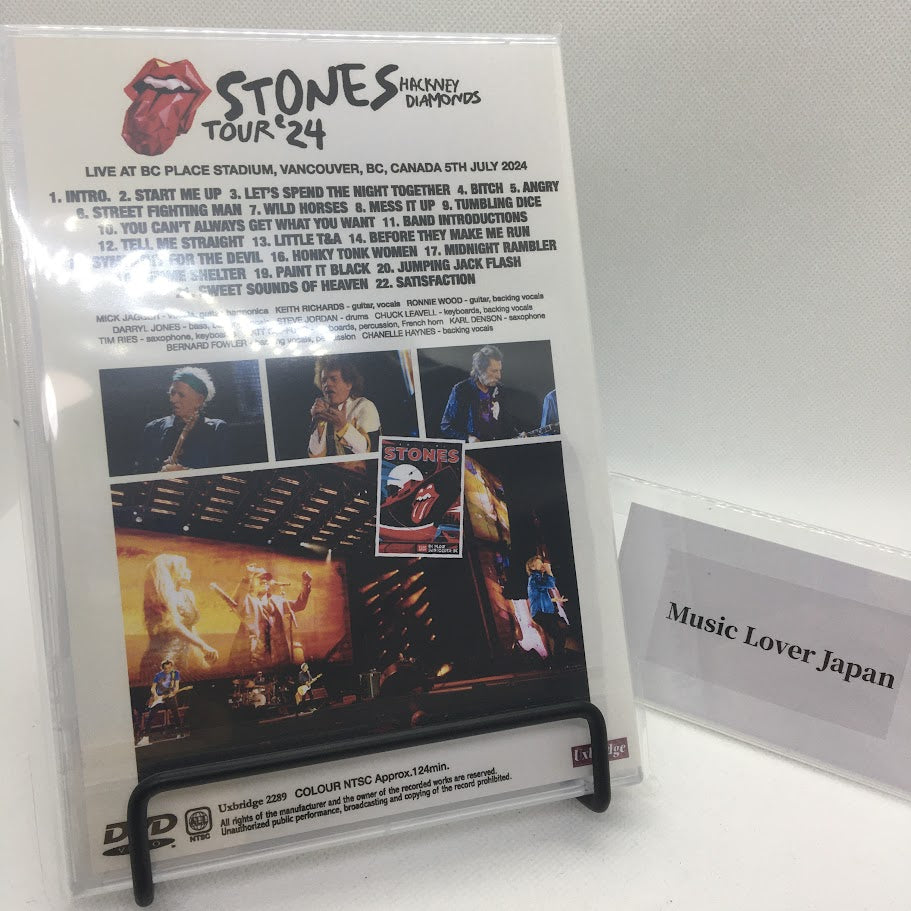 STONES HACKNEY
DIAMONDS
TOUR '24
LIVE AT BC PLACE STADIUM, VANCOUVER, BC, CANADA 5TH JULY 2024
1. INTRO. 2. START ME UP 3. LET'S SPEND THE NIGHT TOGETHER 4. BITCH 5. ANGRY
6. STREET FIGHTING MAN 7. WILD HORSES 8. MESS IT UP 9. TUMBLING DICE
10. YOU CAN'T ALWAYS GET WHAT YOU WANT 11. BAND INTRODUCTIONS
12. TELL ME STRAIGHT 13. LITTLE T&A 14. BEFORE THEY MAKE ME RUN
FOR THE DEVIL 16. HONKY TONK WOMEN 17. MIDNIGHT RAMBLER
SHELTER 19. PAINT IT BLACK 20. JUMPING JACK FLASH
SWEET SOUNDS OF HEAVEN 22. SATISFACTION
MICK JAGGER - harmonica KEITH RICHARDS - guitar, vocals RONNIE WOOD - guitar, backing vocals
DARRYL JONES - bass, STEVE JORDAN - drums CHUCK LEAVELL - keyboards, backing vocals
TIM RIES - saxophone, percussion, French horn KARL DENSON - saxophone
BERNARD FOWLER - backing vocals, CHANELLE HAYNES - backing vocals
STONES
Uxbridge
Uxbridge 2289 COLOUR NTSC Approx.124min.
All rights of the manufacturer and the owner of the recorded works are reserved.
Unauthorized public performance, broadcasting and copying of the record prohibited.
DVD
VIDEO
ALL
NTSC
Music Lover Japan